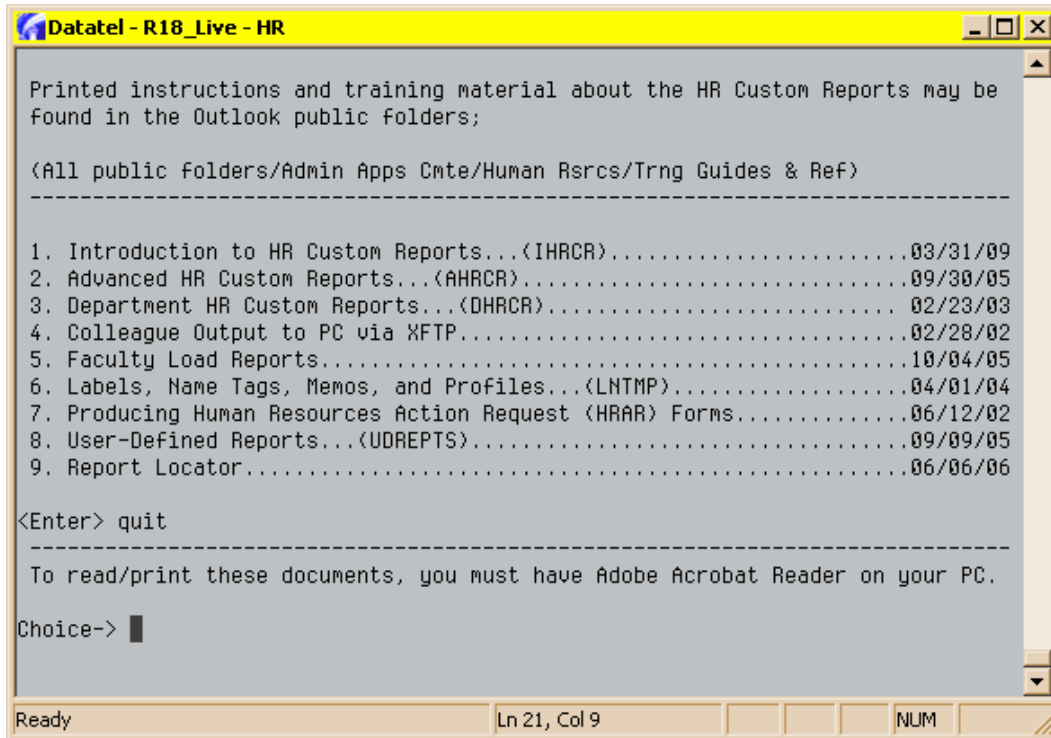 Datatel - R18_Live - HR
Printed instructions and training material about the HR Custom Reports may be
found in the Outlook public folders;
(All public folders/Admin Apps Cmte/Human Rsrcs/Trng Guides & Ref)
------------------------------------------------------------------------------
1. Introduction to HR Custom Reports...(IHRCR)........................03/31/09
2. Advanced HR Custom Reports...(AHRCR)...............................09/30/05
3. Department HR Custom Reports...(DHRCR)............................ 02/23/03
4. Colleague Output to PC via XFTP....................................02/28/02
5. Faculty Load Reports...............................................10/04/05
6. Labels, Name Tags, Memos, and Profiles...(LNTMP)...................04/01/04
7. Producing Human Resources Action Request (HRAR) Forms..............06/12/02
8. User-Defined Reports...(UDREPTS)...................................09/09/05
9. Report Locator.....................................................06/06/06
<Enter> quit
------------------------------------------------------------------------------
To read/print these documents, you must have Adobe Acrobat Reader on your PC.
Choice->
Ready Ln 21, Col 9 NUM